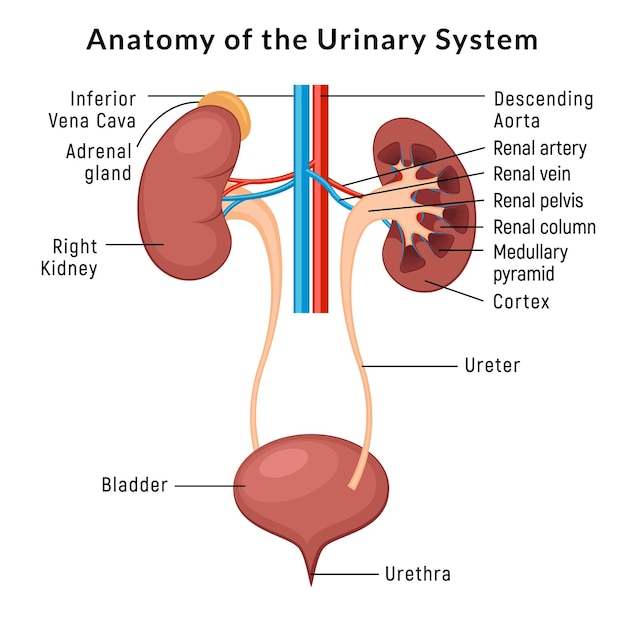 Anatomy of the Urinary System
Inferior
Vena Cava
Adrenal
gland
Right
Kidney
Descending
Aorta
Renal artery
Renal vein
Renal pelvis
Renal column
Medullary
pyramid
Cortex
Ureter
Bladder
Urethra